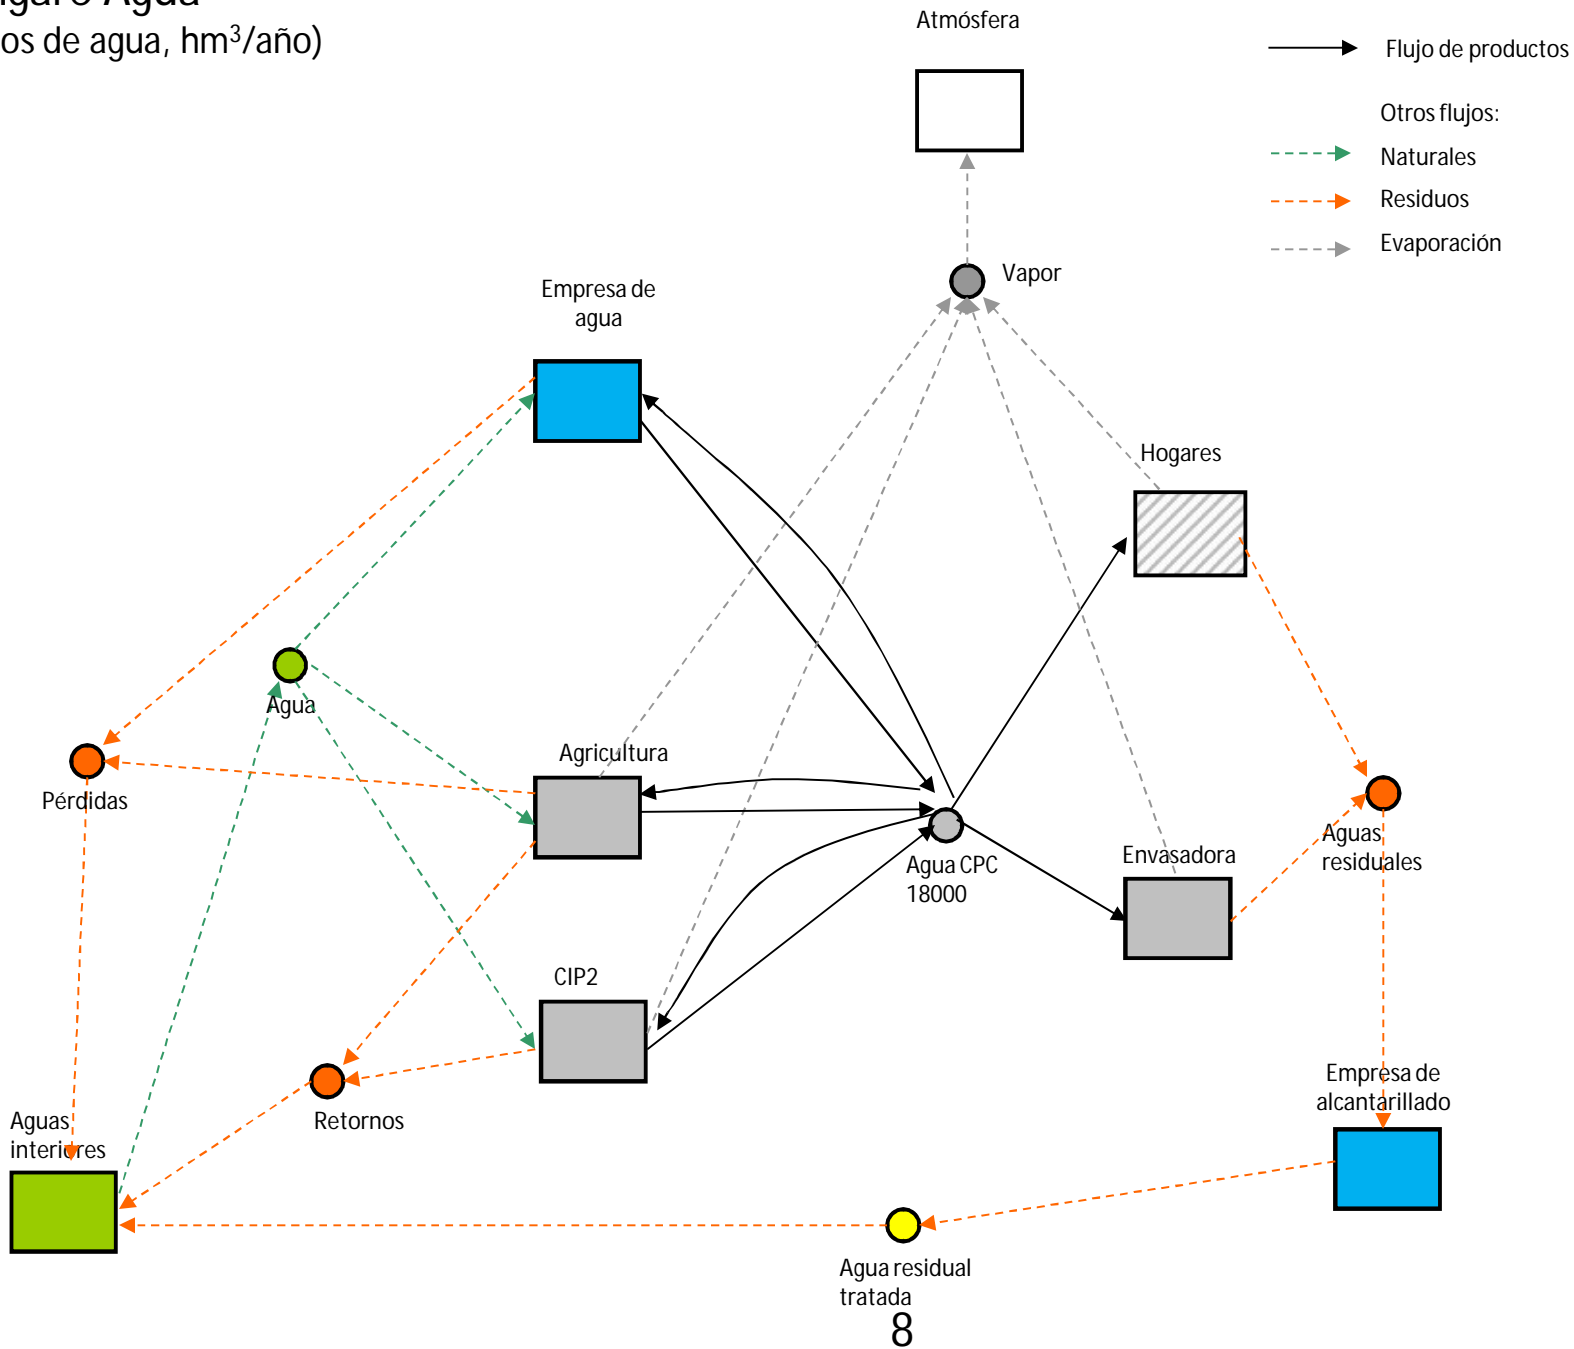 Agua
os de agua, hm³/año)
Atmósfera
Flujo de productos
Otros flujos:
Naturales
Residuos
Evaporación
Vapor
Empresa de
agua
Hogares
Agua
Agricultura
Pérdidas
Agua CPC
18000
Envasadora
Aguas
residuales
CIP2
Retornos
Aguas
interiores
Empresa de
alcantarillado
Agua residual
tratada
8